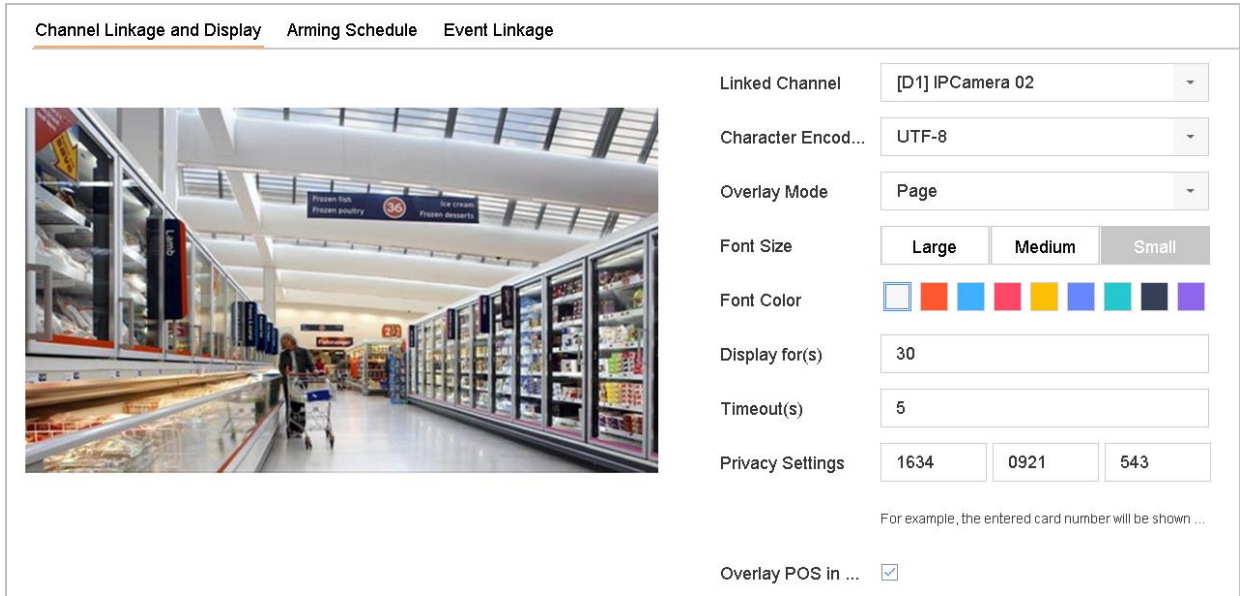 Channel Linkage and Display Arming Schedule Event Linkage
Linked Channel [D1] IPCamera 02
Character Encod... UTF-8
Overlay Mode Page
Font Size Large Medium Small
Font Color
Display for(s) 30
Timeout(s) 5
Privacy Settings 1634 0921 543
For example, the entered card number will be shown ...
Overlay POS in ...
Frozen fish
Frozen poultry
36
Ice cream
Frozen desserts
Lamb
Fishmonger